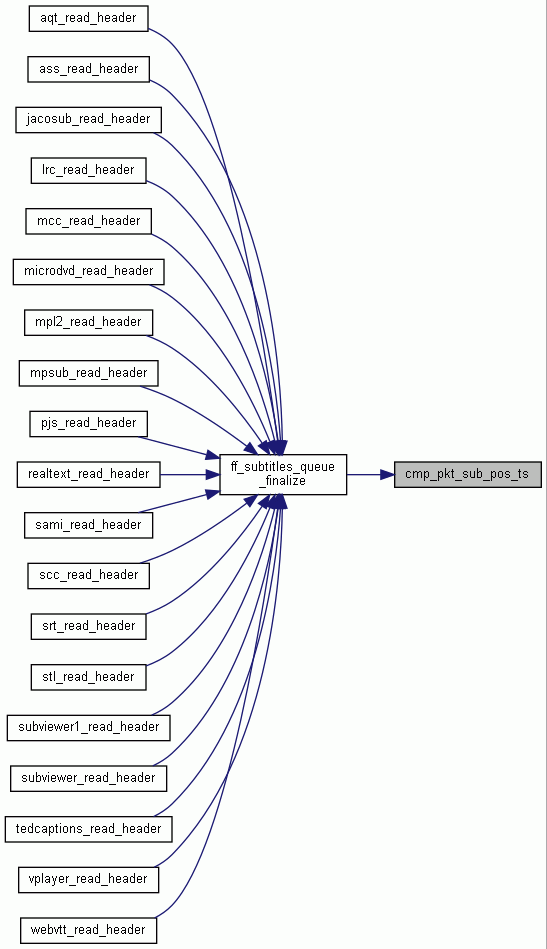 aqt_read_header
ass_read_header
jacosub_read_header
lrc_read_header
mcc_read_header
microdvd_read_header
mpl2_read_header
mpsub_read_header
pjs_read_header
realtext_read_header
sami_read_header
scc_read_header
srt_read_header
stl_read_header
subviewer1_read_header
subviewer_read_header
tedcaptions_read_header
vplayer_read_header
webvtt_read_header
ff_subtitles_queue
_finalize
cmp_pkt_sub_pos_ts